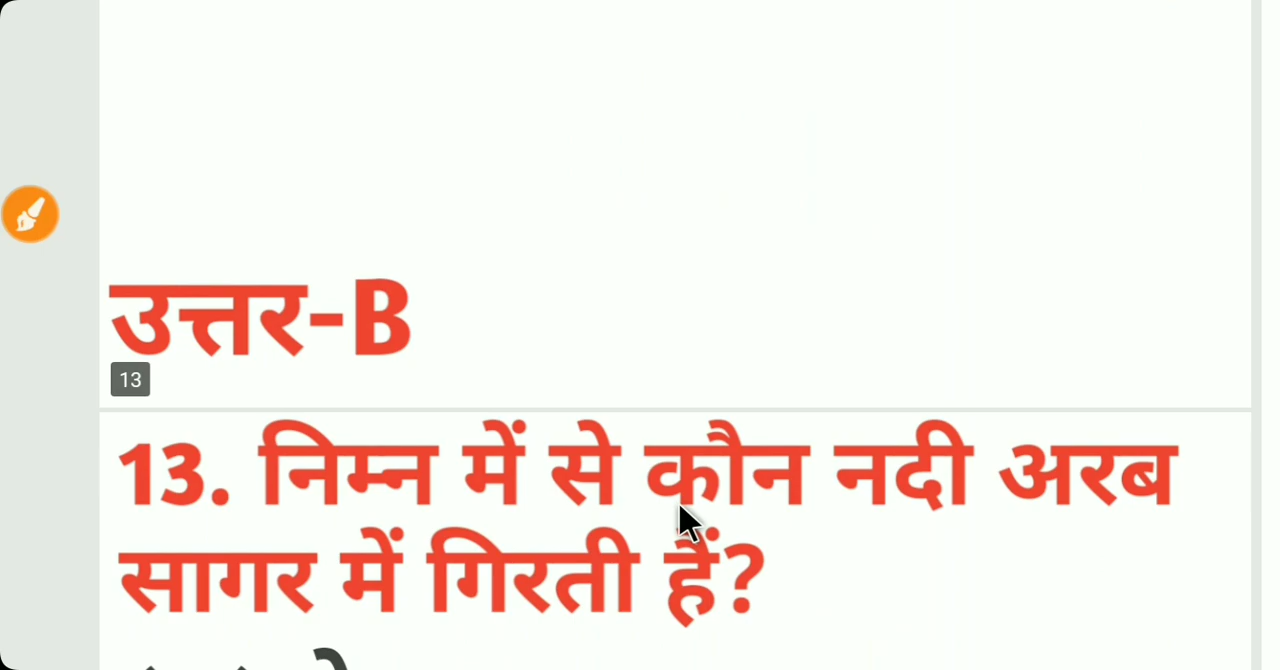 उत्तर-B
13
13. निम्न में से कौन नदी अरब
सागर में गिरती हैं?